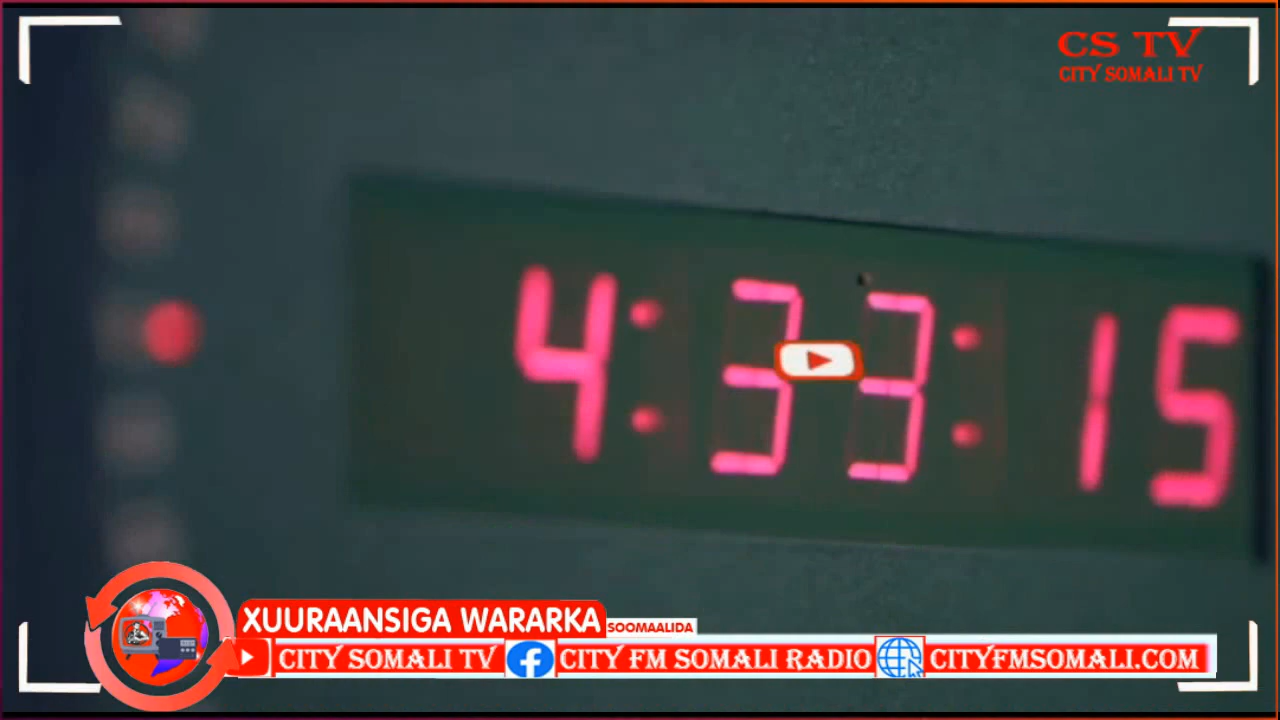 CS TV
CITY SOMALI TV
4:33:15
XUURAANSIGA WARARKA
SOOMAALIDA
CITY SOMALI TV CITY FM SOMALI RADIO CITYFMSOMALI.COM